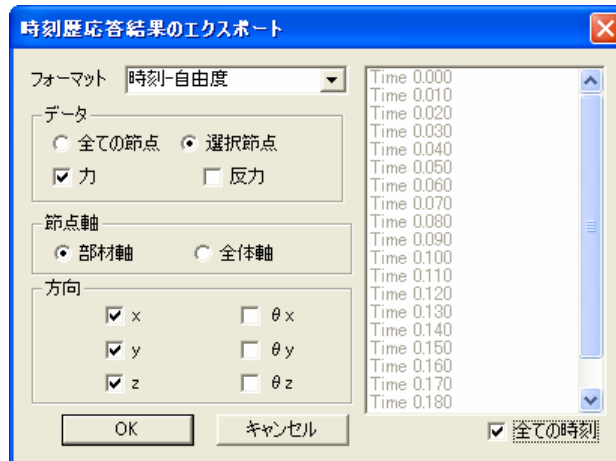 時刻歴応答結果のエクスポート
フォーマット 時刻-自由度
データ
全ての節点 選択節点
力 反力
節点軸
部材軸 全体軸
方向
x θx
y θy
z θz
OK キャンセル
Time 0.000
Time 0.010
Time 0.020
Time 0.030
Time 0.040
Time 0.050
Time 0.060
Time 0.070
Time 0.080
Time 0.090
Time 0.100
Time 0.110
Time 0.120
Time 0.130
Time 0.140
Time 0.150
Time 0.160
Time 0.170
Time 0.180
全ての時刻